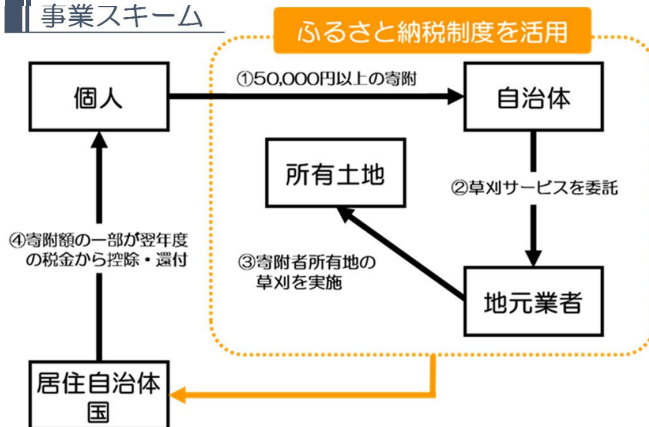 事業スキーム
ふるさと納税制度を活用
①50,000円以上の寄附
個人
自治体
所有土地
②草刈サービスを委託
④寄附額の一部が翌年度
の税金から控除・還付
③寄附者所有地の
草刈を実施
地元業者
居住自治体
国